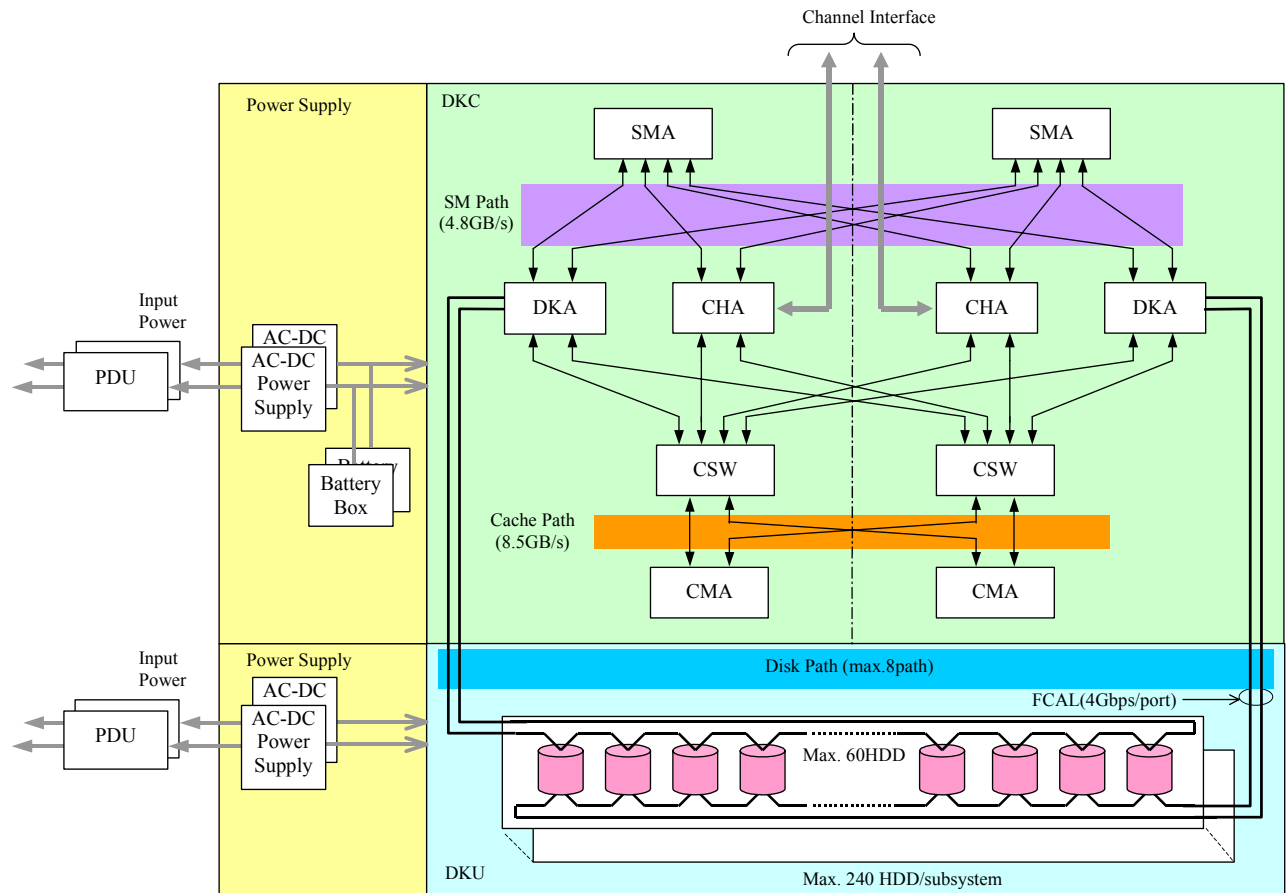 Channel Interface
Power Supply
DKC
SMA
SMA
SM Path
(4.8GB/s)
DKA
CHA
CHA
DKA
Input
Power
PDU
AC-DC
AC-DC
Power
Supply
Battery
Battery
Box
CSW
CSW
Cache Path
(8.5GB/s)
CMA
CMA
Input
Power
PDU
Power Supply
AC-DC
AC-DC
Power
Supply
Disk Path (max.8path)
FCAL(4Gbps/port)
Max. 60HDD
DKU
Max. 240 HDD/subsystem